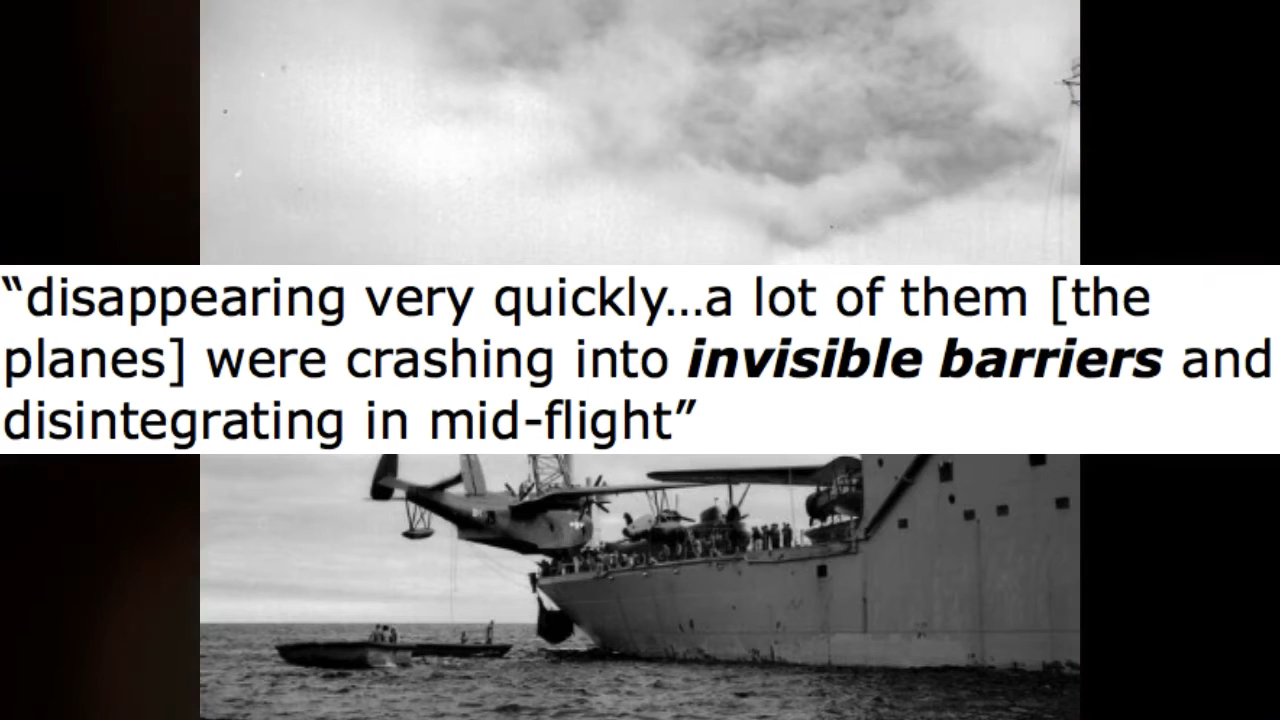 “disappearing very quickly...a lot of them [the
planes] were crashing into invisible barriers and
disintegrating in mid-flight”